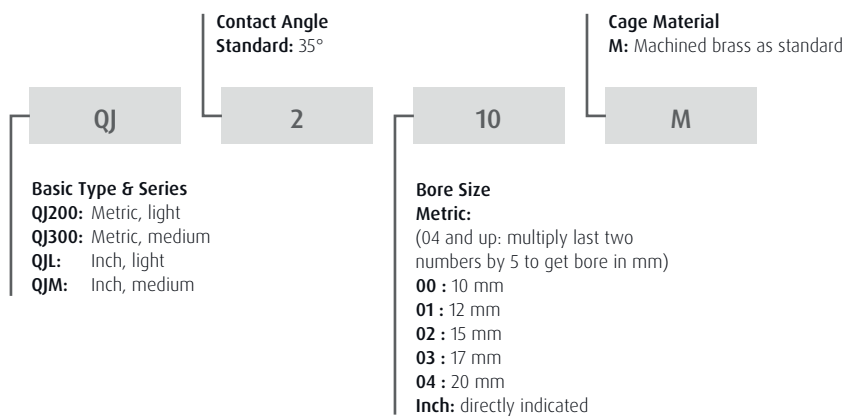 Contact Angle
Standard: 35°
Cage Material
M: Machined brass as standard
QJ
2
10
M
Basic Type & Series
QJ200: Metric, light
QJ300: Metric, medium
QJL: Inch, light
QJM: Inch, medium
Bore Size
Metric:
(04 and up: multiply last two
numbers by 5 to get bore in mm)
00 : 10 mm
01 : 12 mm
02 : 15 mm
03 : 17 mm
04 : 20 mm
Inch: directly indicated